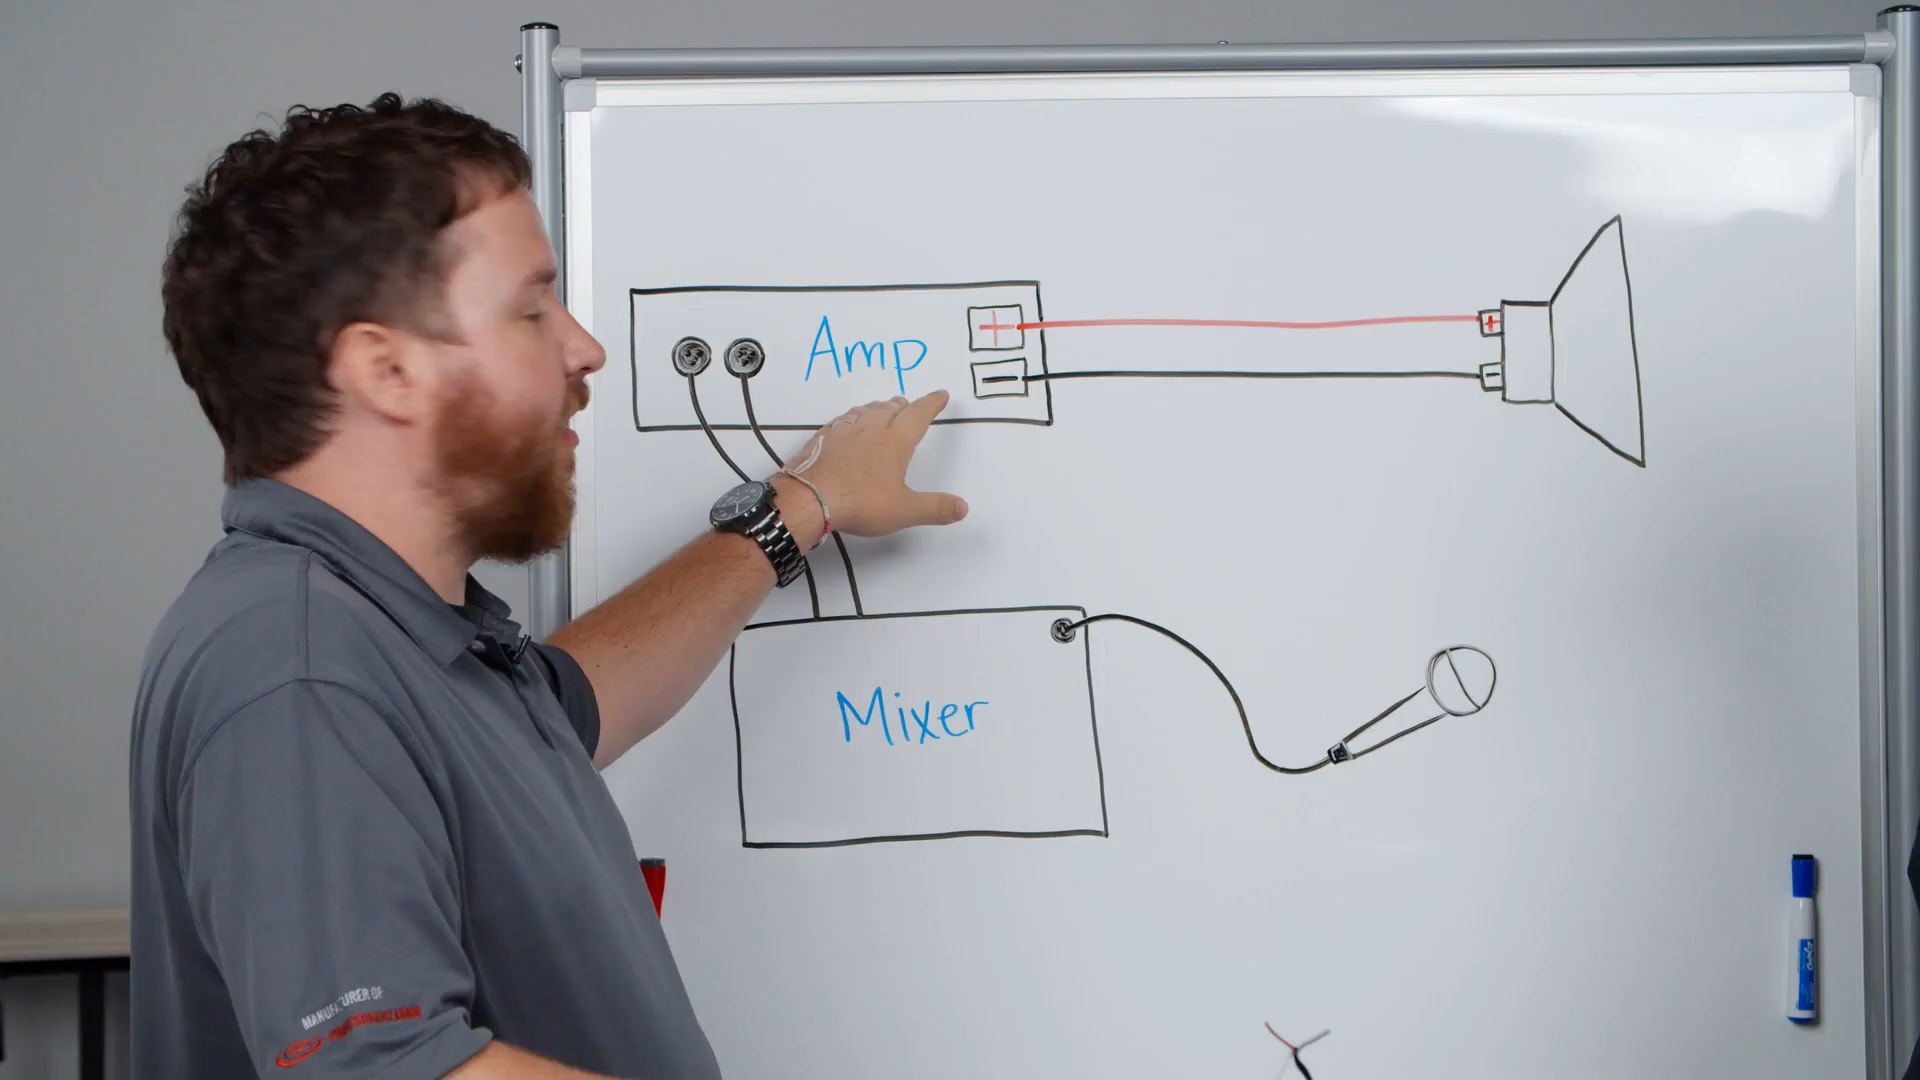 Amp
+
-
+
-
Mixer
MANUFACTURER OF